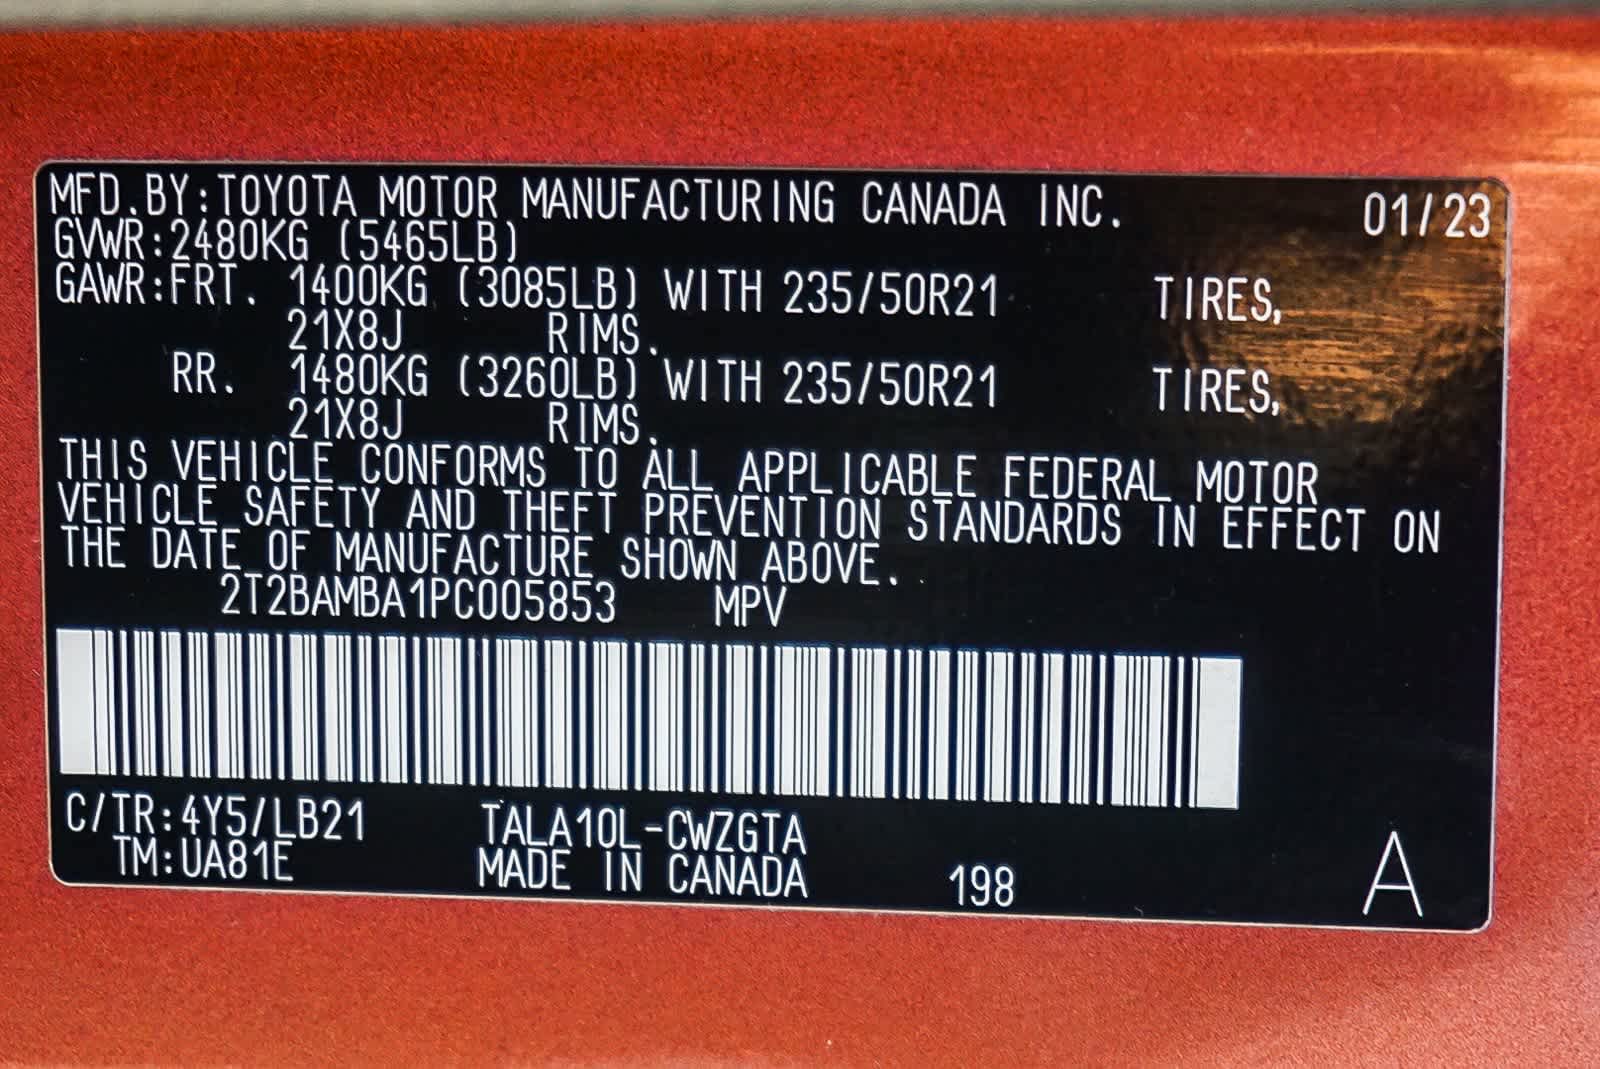 MFD.BY:TOYOTA MOTOR MANUFACTURING CANADA INC. 01/23
GVWR:2480KG (5465LB)
GAWR:FRT. 1400KG (3085LB) WITH 235/50R21 TIRES,
21X8J RIMS.
RR. 1480KG (3260LB) WITH 235/50R21 TIRES,
21X8J RIMS.
THIS VEHICLE CONFORMS TO ALL APPLICABLE FEDERAL MOTOR
VEHICLE SAFETY AND THEFT PREVENTION STANDARDS IN EFFECT ON
THE DATE OF MANUFACTURE SHOWN ABOVE.
2T2BAMBA1PC005853 MPV
C/TR:4Y5/LB21 TALA10L-CWZGTA
TM:UA81E MADE IN CANADA 198 A